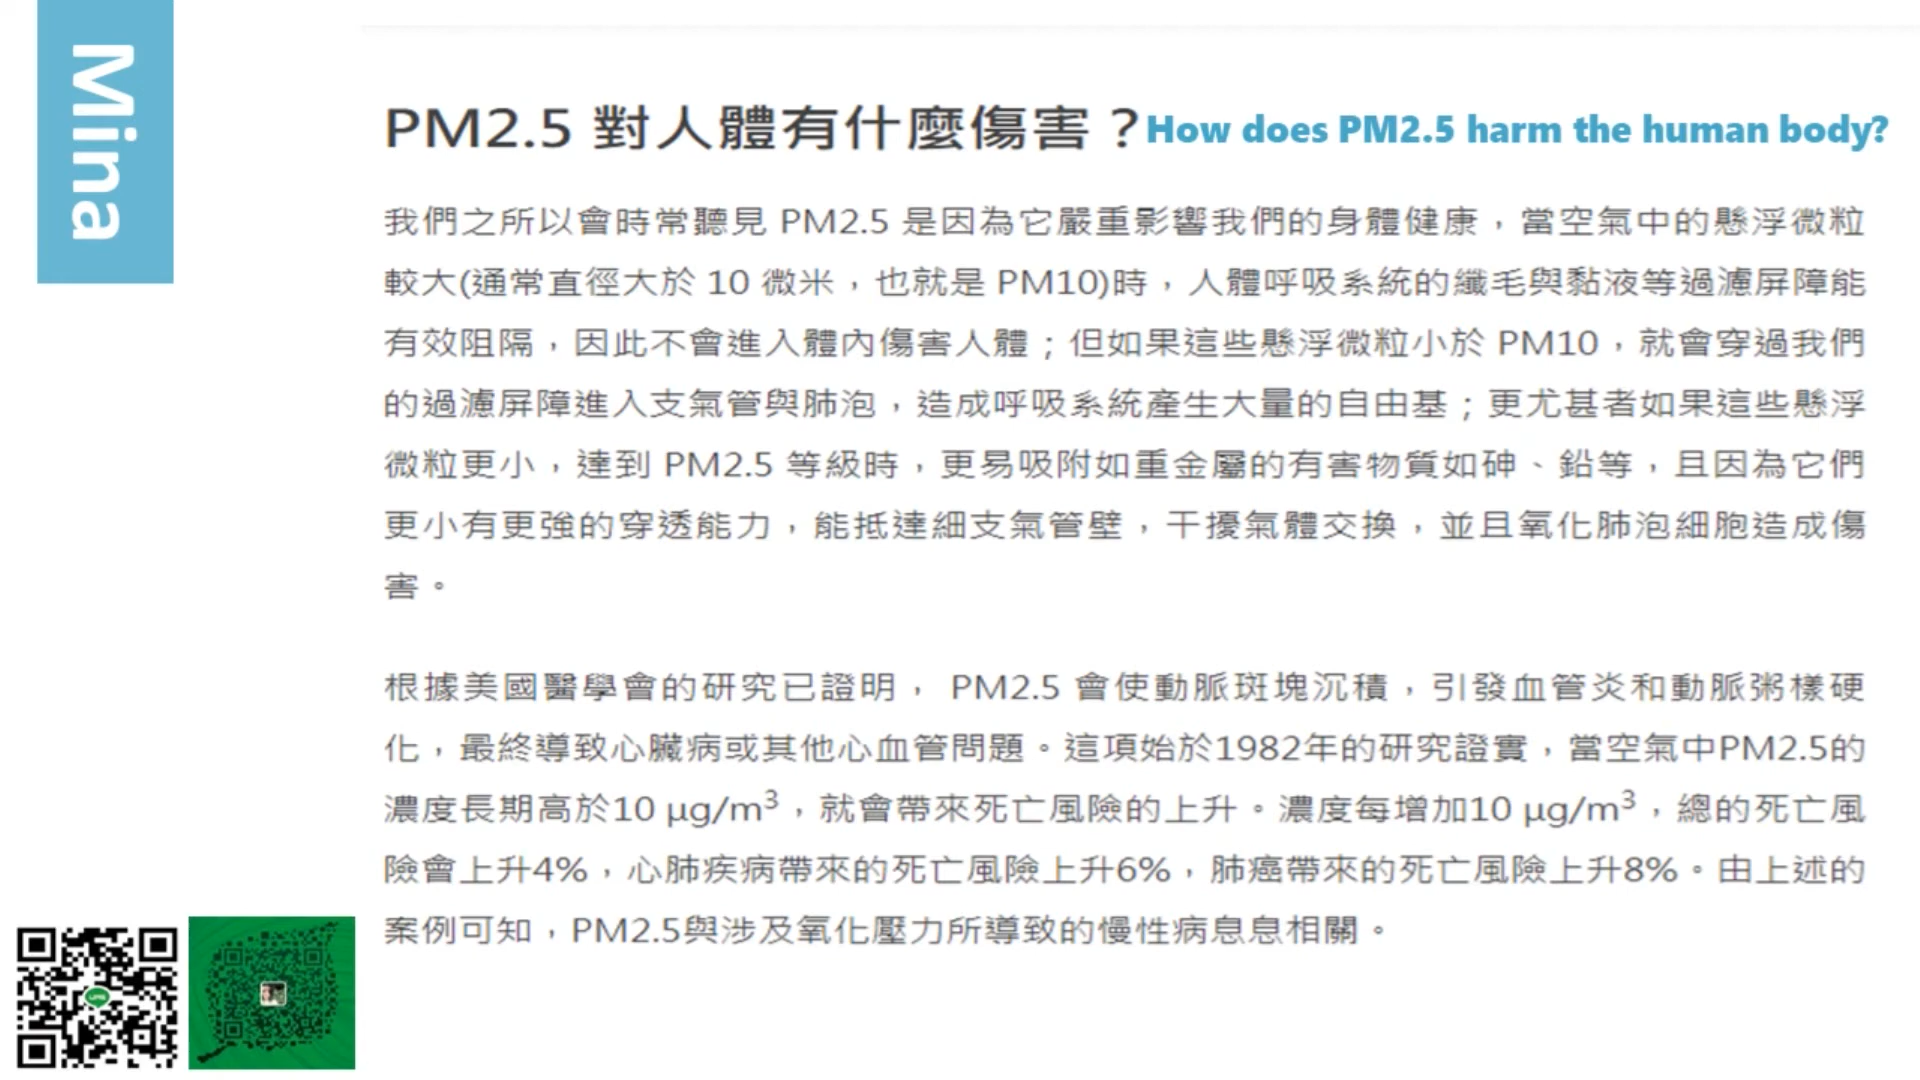 Mina
PM2.5 對人體有什麼傷害？How does PM2.5 harm the human body?
我們之所以會時常聽見 PM2.5 是因為它嚴重影響我們的身體健康，當空氣中的懸浮微粒
較大(通常直徑大於 10 微米，也就是 PM10)時，人體呼吸系統的纖毛與黏液等過濾屏障能
有效阻隔，因此不會進入體內傷害人體；但如果這些懸浮微粒小於 PM10，就會穿過我們
的過濾屏障進入支氣管與肺泡，造成呼吸系統產生大量的自由基；更尤甚者如果這些懸浮
微粒更小，達到 PM2.5 等級時，更易吸附如重金屬的有害物質如砷、鉛等，且因為它們
更小有更強的穿透能力，能抵達細支氣管壁，干擾氣體交換，並且氧化肺泡細胞造成傷
害。
根據美國醫學會的研究已證明， PM2.5 會使動脈斑塊沉積，引發血管炎和動脈粥樣硬
化，最終導致心臟病或其他心血管問題。這項始於1982年的研究證實，當空氣中PM2.5的
濃度長期高於10 μg/m³，就會帶來死亡風險的上升。濃度每增加10 μg/m³，總的死亡風
險會上升4%，心肺疾病帶來的死亡風險上升6%，肺癌帶來的死亡風險上升8%。由上述的
案例可知，PM2.5與涉及氧化壓力所導致的慢性病息息相關。